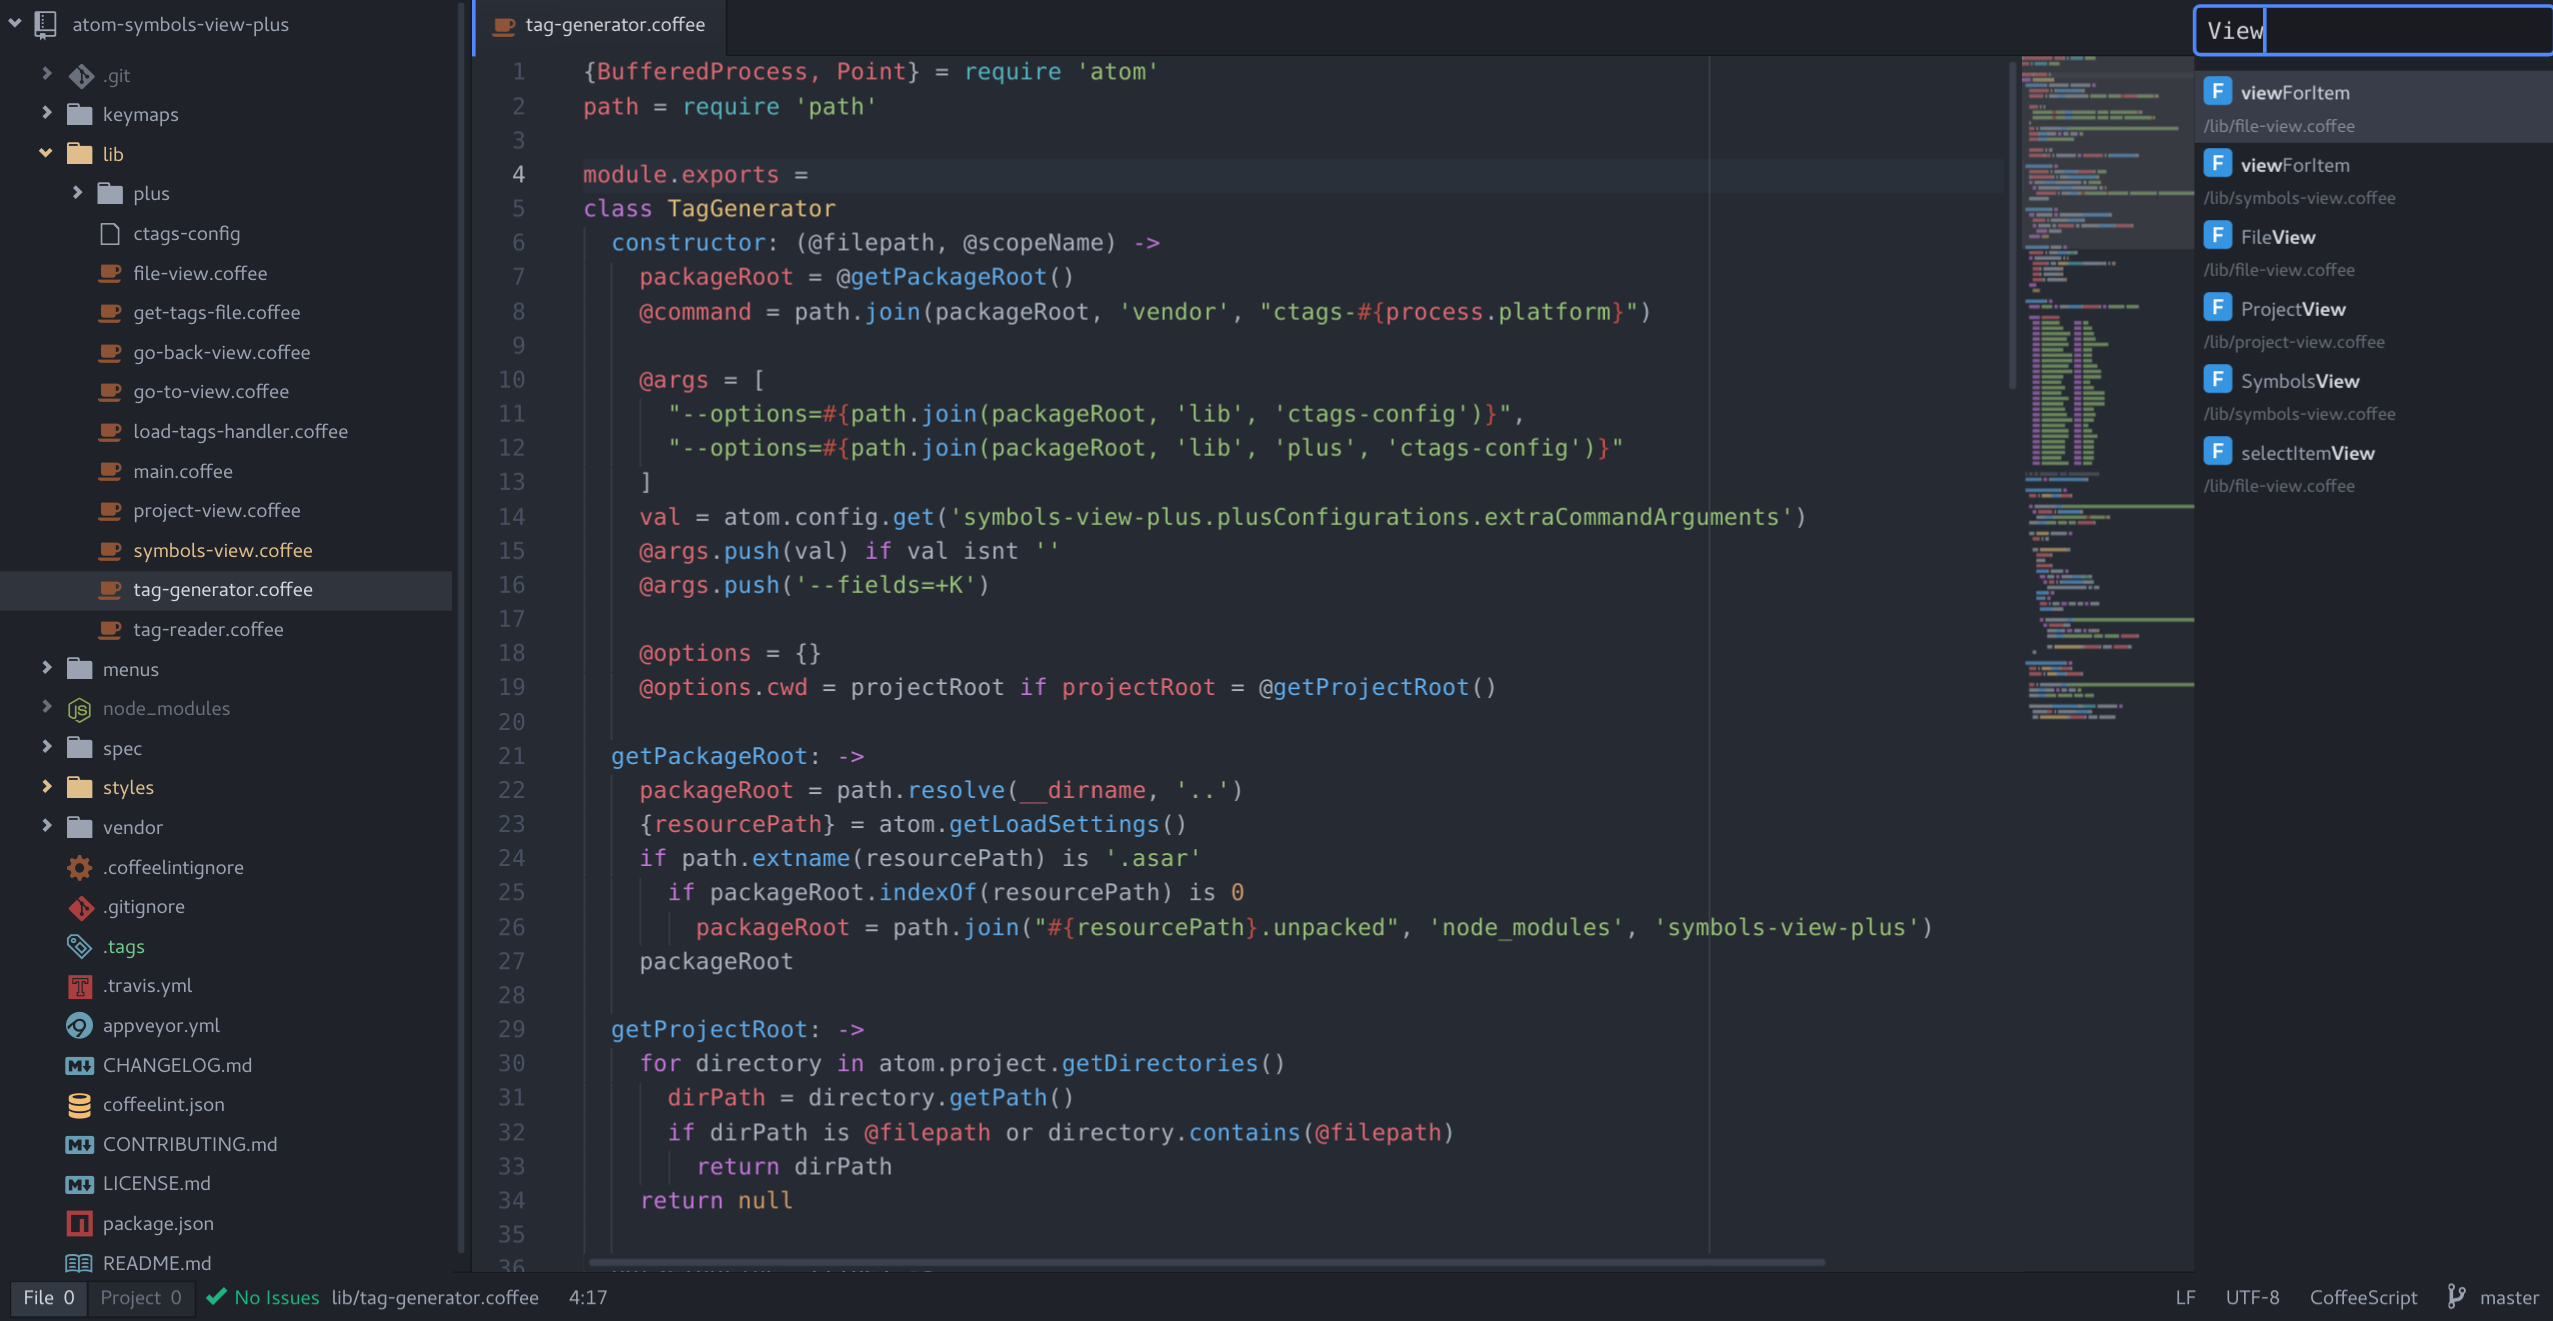 atom-symbols-view-plus
.git
keymaps
lib
plus
ctags-config
file-view.coffee
get-tags-file.coffee
go-back-view.coffee
go-to-view.coffee
load-tags-handler.coffee
main.coffee
project-view.coffee
symbols-view.coffee
tag-generator.coffee
tag-reader.coffee
menus
node_modules
spec
styles
vendor
.coffeelintignore
.gitignore
.tags
.travis.yml
appveyor.yml
CHANGELOG.md
coffeelint.json
CONTRIBUTING.md
LICENSE.md
package.json
README.md
tag-generator.coffee
1 {BufferedProcess, Point} = require 'atom'
2 path = require 'path'
3
4 module.exports =
5 class TagGenerator
6 constructor: (@filepath, @scopeName) ->
7 packageRoot = @getPackageRoot()
8 @command = path.join(packageRoot, 'vendor', "ctags-#{process.platform}")
9
10 @args = [
11 "--options=#{path.join(packageRoot, 'lib', 'ctags-config')}",
12 "--options=#{path.join(packageRoot, 'lib', 'plus', 'ctags-config')}"
13 ]
14 val = atom.config.get('symbols-view-plus.plusConfigurations.extraCommandArguments')
15 @args.push(val) if val isnt ''
16 @args.push('--fields=+K')
17
18 @options = {}
19 @options.cwd = projectRoot if projectRoot = @getProjectRoot()
20
21 getPackageRoot: ->
22 packageRoot = path.resolve(__dirname, '..')
23 {resourcePath} = atom.getLoadSettings()
24 if path.extname(resourcePath) is '.asar'
25 if packageRoot.indexOf(resourcePath) is 0
26 packageRoot = path.join("#{resourcePath}.unpacked", 'node_modules', 'symbols-view-plus')
27 packageRoot
28
29 getProjectRoot: ->
30 for directory in atom.project.getDirectories()
31 dirPath = directory.getPath()
32 if dirPath is @filepath or directory.contains(@filepath)
33 return dirPath
34 return null
35
36
View
F viewForItem
/lib/file-view.coffee
F viewForItem
/lib/symbols-view.coffee
F FileView
/lib/file-view.coffee
F ProjectView
/lib/project-view.coffee
F SymbolsView
/lib/symbols-view.coffee
F selectItemView
/lib/file-view.coffee
File 0 Project 0 No Issues lib/tag-generator.coffee 4:17 LF UTF-8 CoffeeScript master